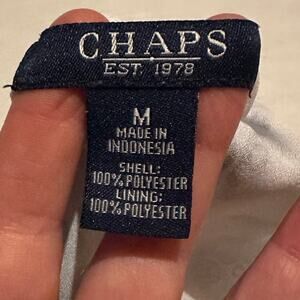 CHAPS
EST. 1978
M
MADE IN
INDONESIA
SHELL:
100% POLYESTER
LINING:
100% POLYESTER